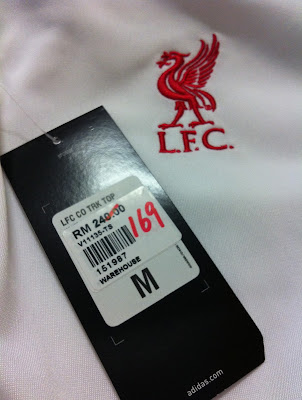 L.F.C.
LFC CO TRK TOP
RM 249.00
169
V11135-TS
151987
WAREHOUSE
M
adidas.com